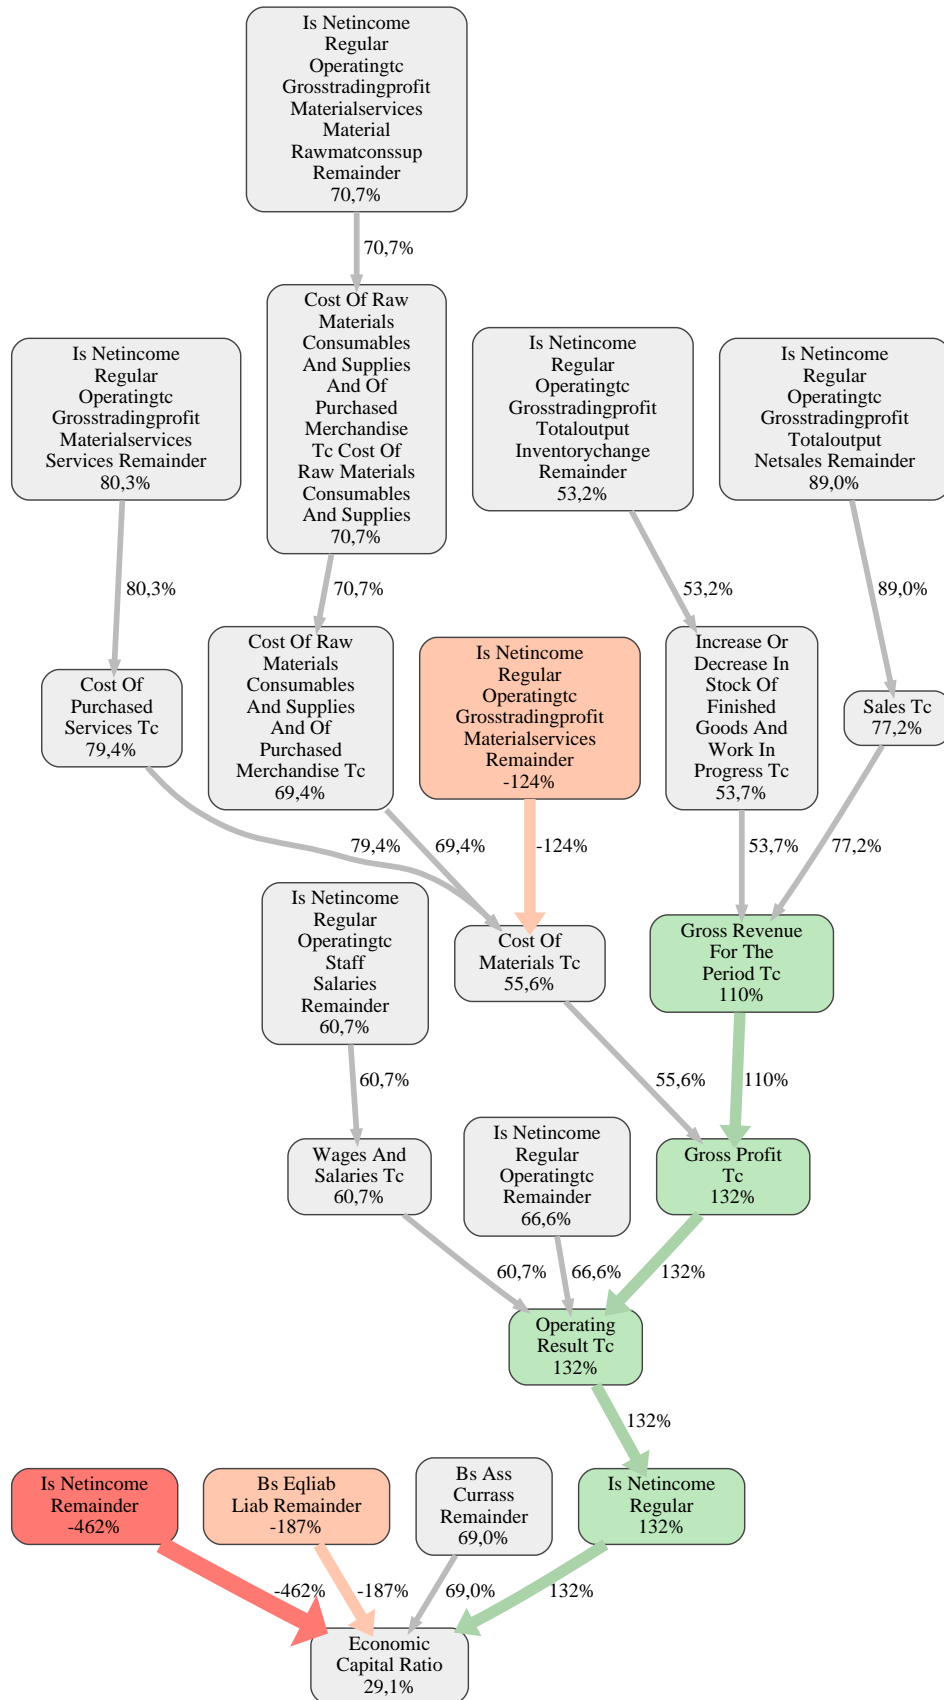 Is Netincome
Regular
Operatingtc
Grosstradingprofit
Materialservices
Material
Rawmatconssup
Remainder
70,7%
70,7%
Cost Of Raw
Materials
Consumables
And Supplies
And Of
Purchased
Merchandise
Tc Cost Of
Raw Materials
Consumables
And Supplies
70,7%
Is Netincome
Regular
Operatingtc
Grosstradingprofit
Materialservices
Services Remainder
80,3%
Is Netincome
Regular
Operatingtc
Grosstradingprofit
Totaloutput
Inventorychange
Remainder
53,2%
Is Netincome
Regular
Operatingtc
Grosstradingprofit
Totaloutput
Netsales Remainder
89,0%
80,3%
70,7%
53,2%
89,0%
Cost Of
Purchased
Services Tc
79,4%
Cost Of Raw
Materials
Consumables
And Supplies
And Of
Purchased
Merchandise Tc
69,4%
Is Netincome
Regular
Operatingtc
Grosstradingprofit
Materialservices
Remainder
-124%
Increase Or
Decrease In
Stock Of
Finished
Goods And
Work In
Progress Tc
53,7%
Sales Tc
77,2%
79,4%
69,4%
-124%
53,7%
77,2%
Is Netincome
Regular
Operatingtc
Staff
Salaries
Remainder
60,7%
Cost Of
Materials Tc
55,6%
Gross Revenue
For The
Period Tc
110%
60,7%
55,6%
110%
Wages And
Salaries Tc
60,7%
Is Netincome
Regular
Operatingtc
Remainder
66,6%
Gross Profit
Tc
132%
60,7%
66,6%
132%
Operating
Result Tc
132%
132%
Is Netincome
Remainder
-462%
Bs Eqliab
Liab Remainder
-187%
Bs Ass
Currass
Remainder
69,0%
Is Netincome
Regular
132%
-462%
-187%
69,0%
132%
Economic
Capital Ratio
29,1%